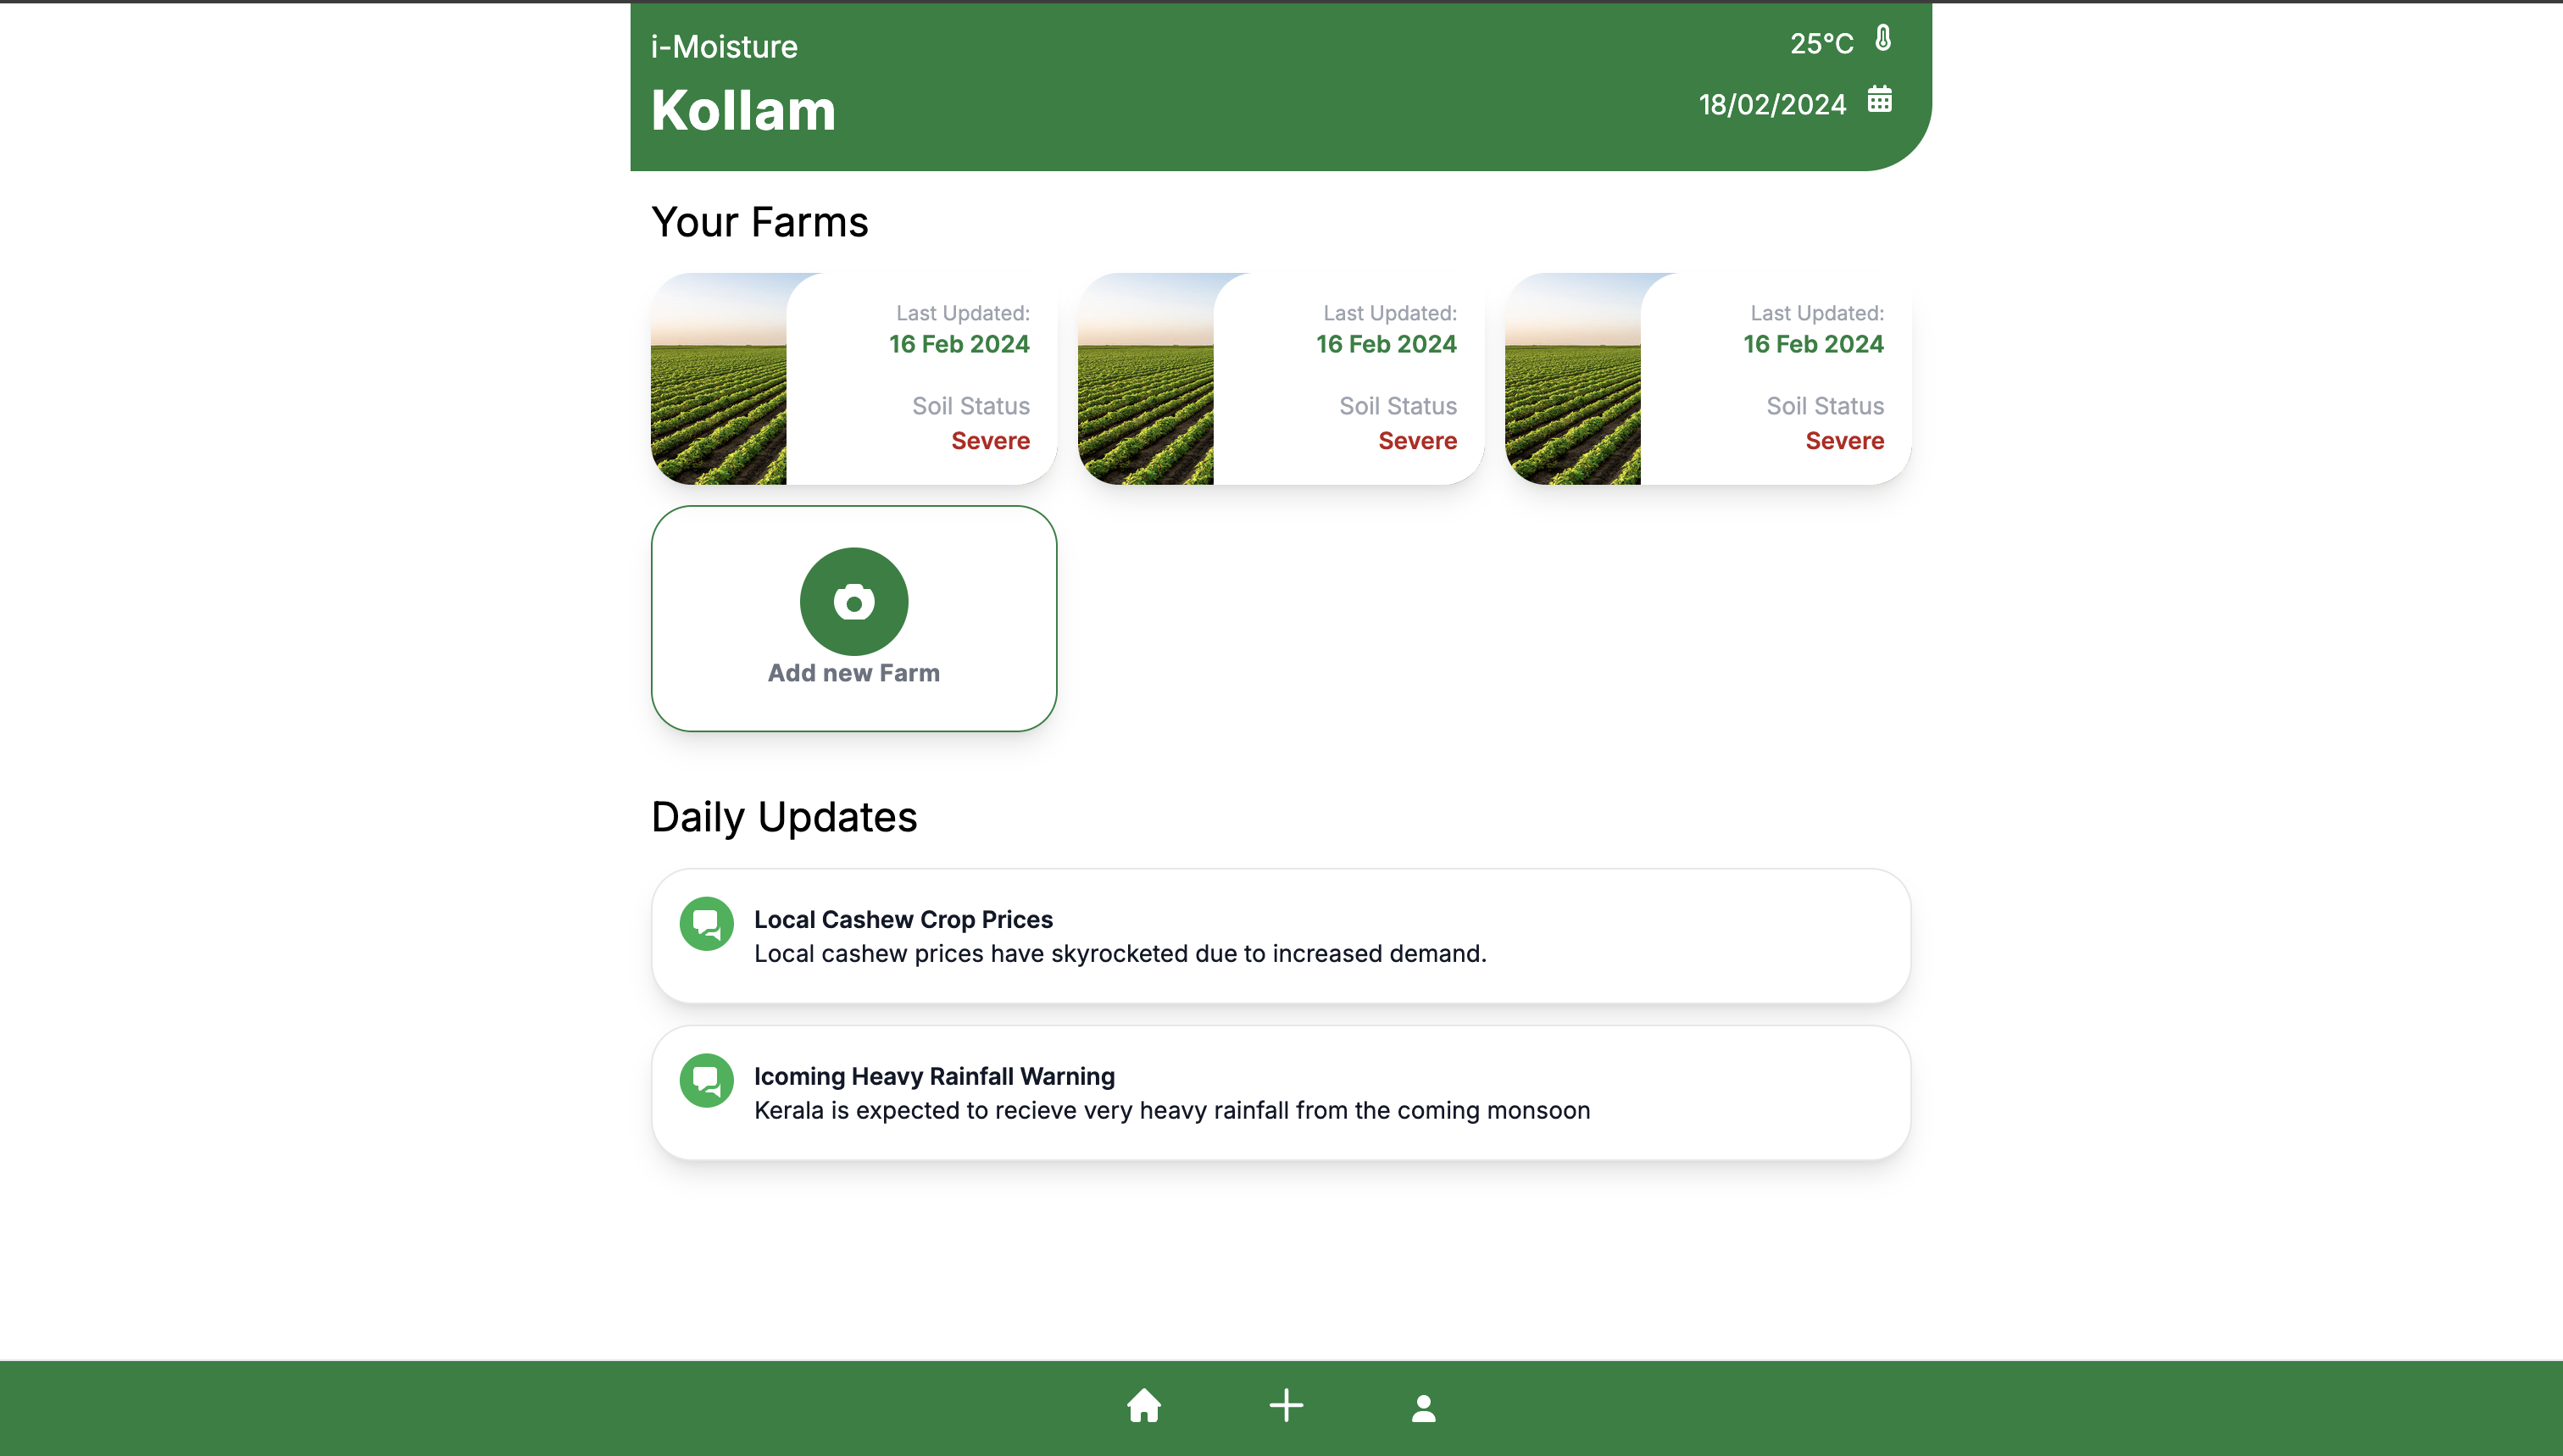 i-Moisture
25°C
Kollam
18/02/2024
Your Farms
Last Updated:
16 Feb 2024
Soil Status
Severe
Last Updated:
16 Feb 2024
Soil Status
Severe
Last Updated:
16 Feb 2024
Soil Status
Severe
Add new Farm
Daily Updates
Local Cashew Crop Prices
Local cashew prices have skyrocketed due to increased demand.
Icoming Heavy Rainfall Warning
Kerala is expected to recieve very heavy rainfall from the coming monsoon